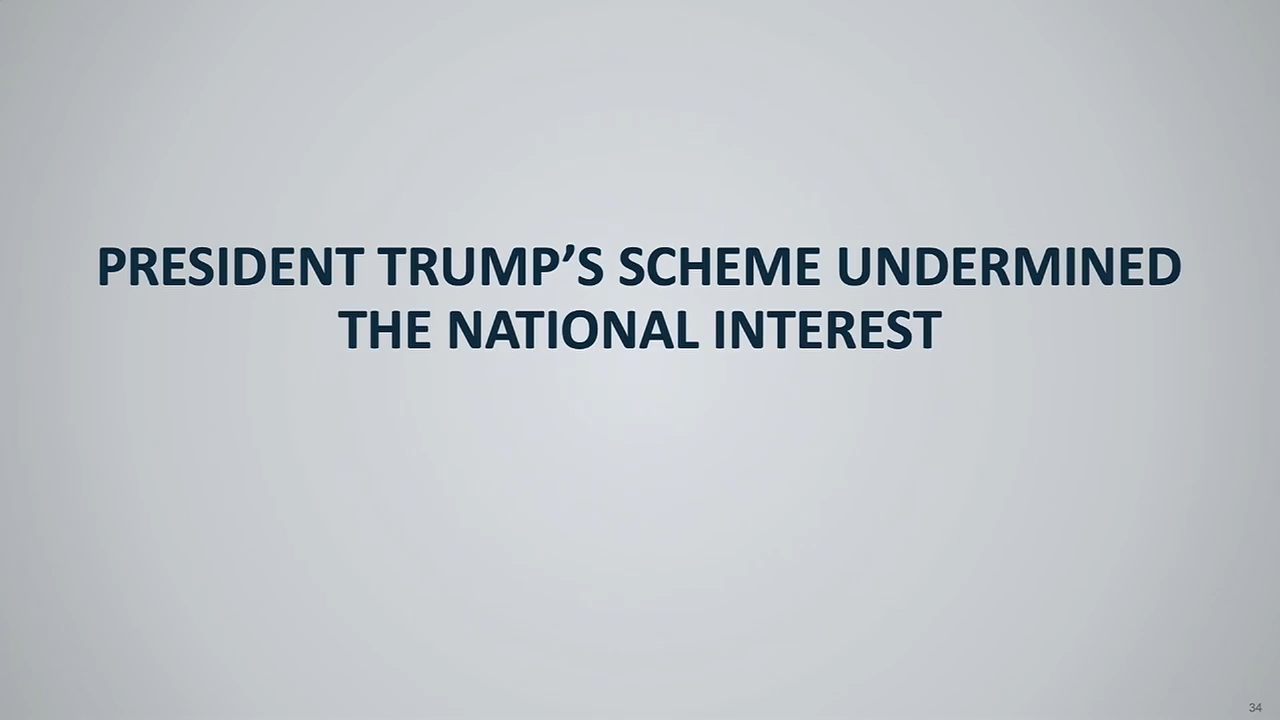 PRESIDENT TRUMP’S SCHEME UNDERMINED
THE NATIONAL INTEREST
34